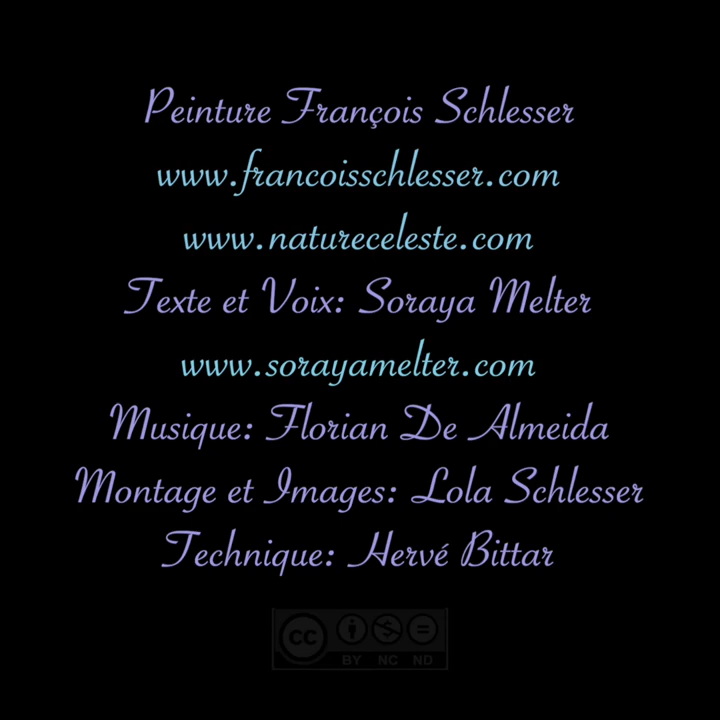 Peinture François Schlesser
www.francoisschlesser.com
www.natureceleste.com
Texte et Voix: Soraya Melter
www.sorayamelter.com
Musique: Florian De Almeida
Montage et Images: Lola Schlesser
Technique: Hervé Bittar
cc
BY NC ND